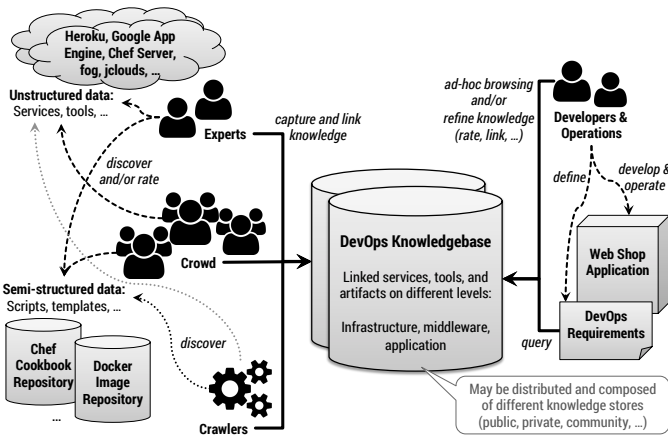 Heroku, Google App
Engine, Chef Server,
fog, jclouds, ...
Unstructured data:
Services, tools, ...
Experts
capture and link
knowledge
discover
and/or rate
Crowd
Semi-structured data:
Scripts, templates, ...
Chef
Cookbook
Repository
Docker
Image
Repository
...
discover
Crawlers
DevOps Knowledgebase
Linked services, tools, and
artifacts on different levels:
Infrastructure, middleware,
application
May be distributed and composed
of different knowledge stores
(public, private, community, ...)
ad-hoc browsing
and/or
refine knowledge
(rate, link, ...)
Developers &
Operations
define
develop &
operate
Web Shop
Application
DevOps
Requirements
query